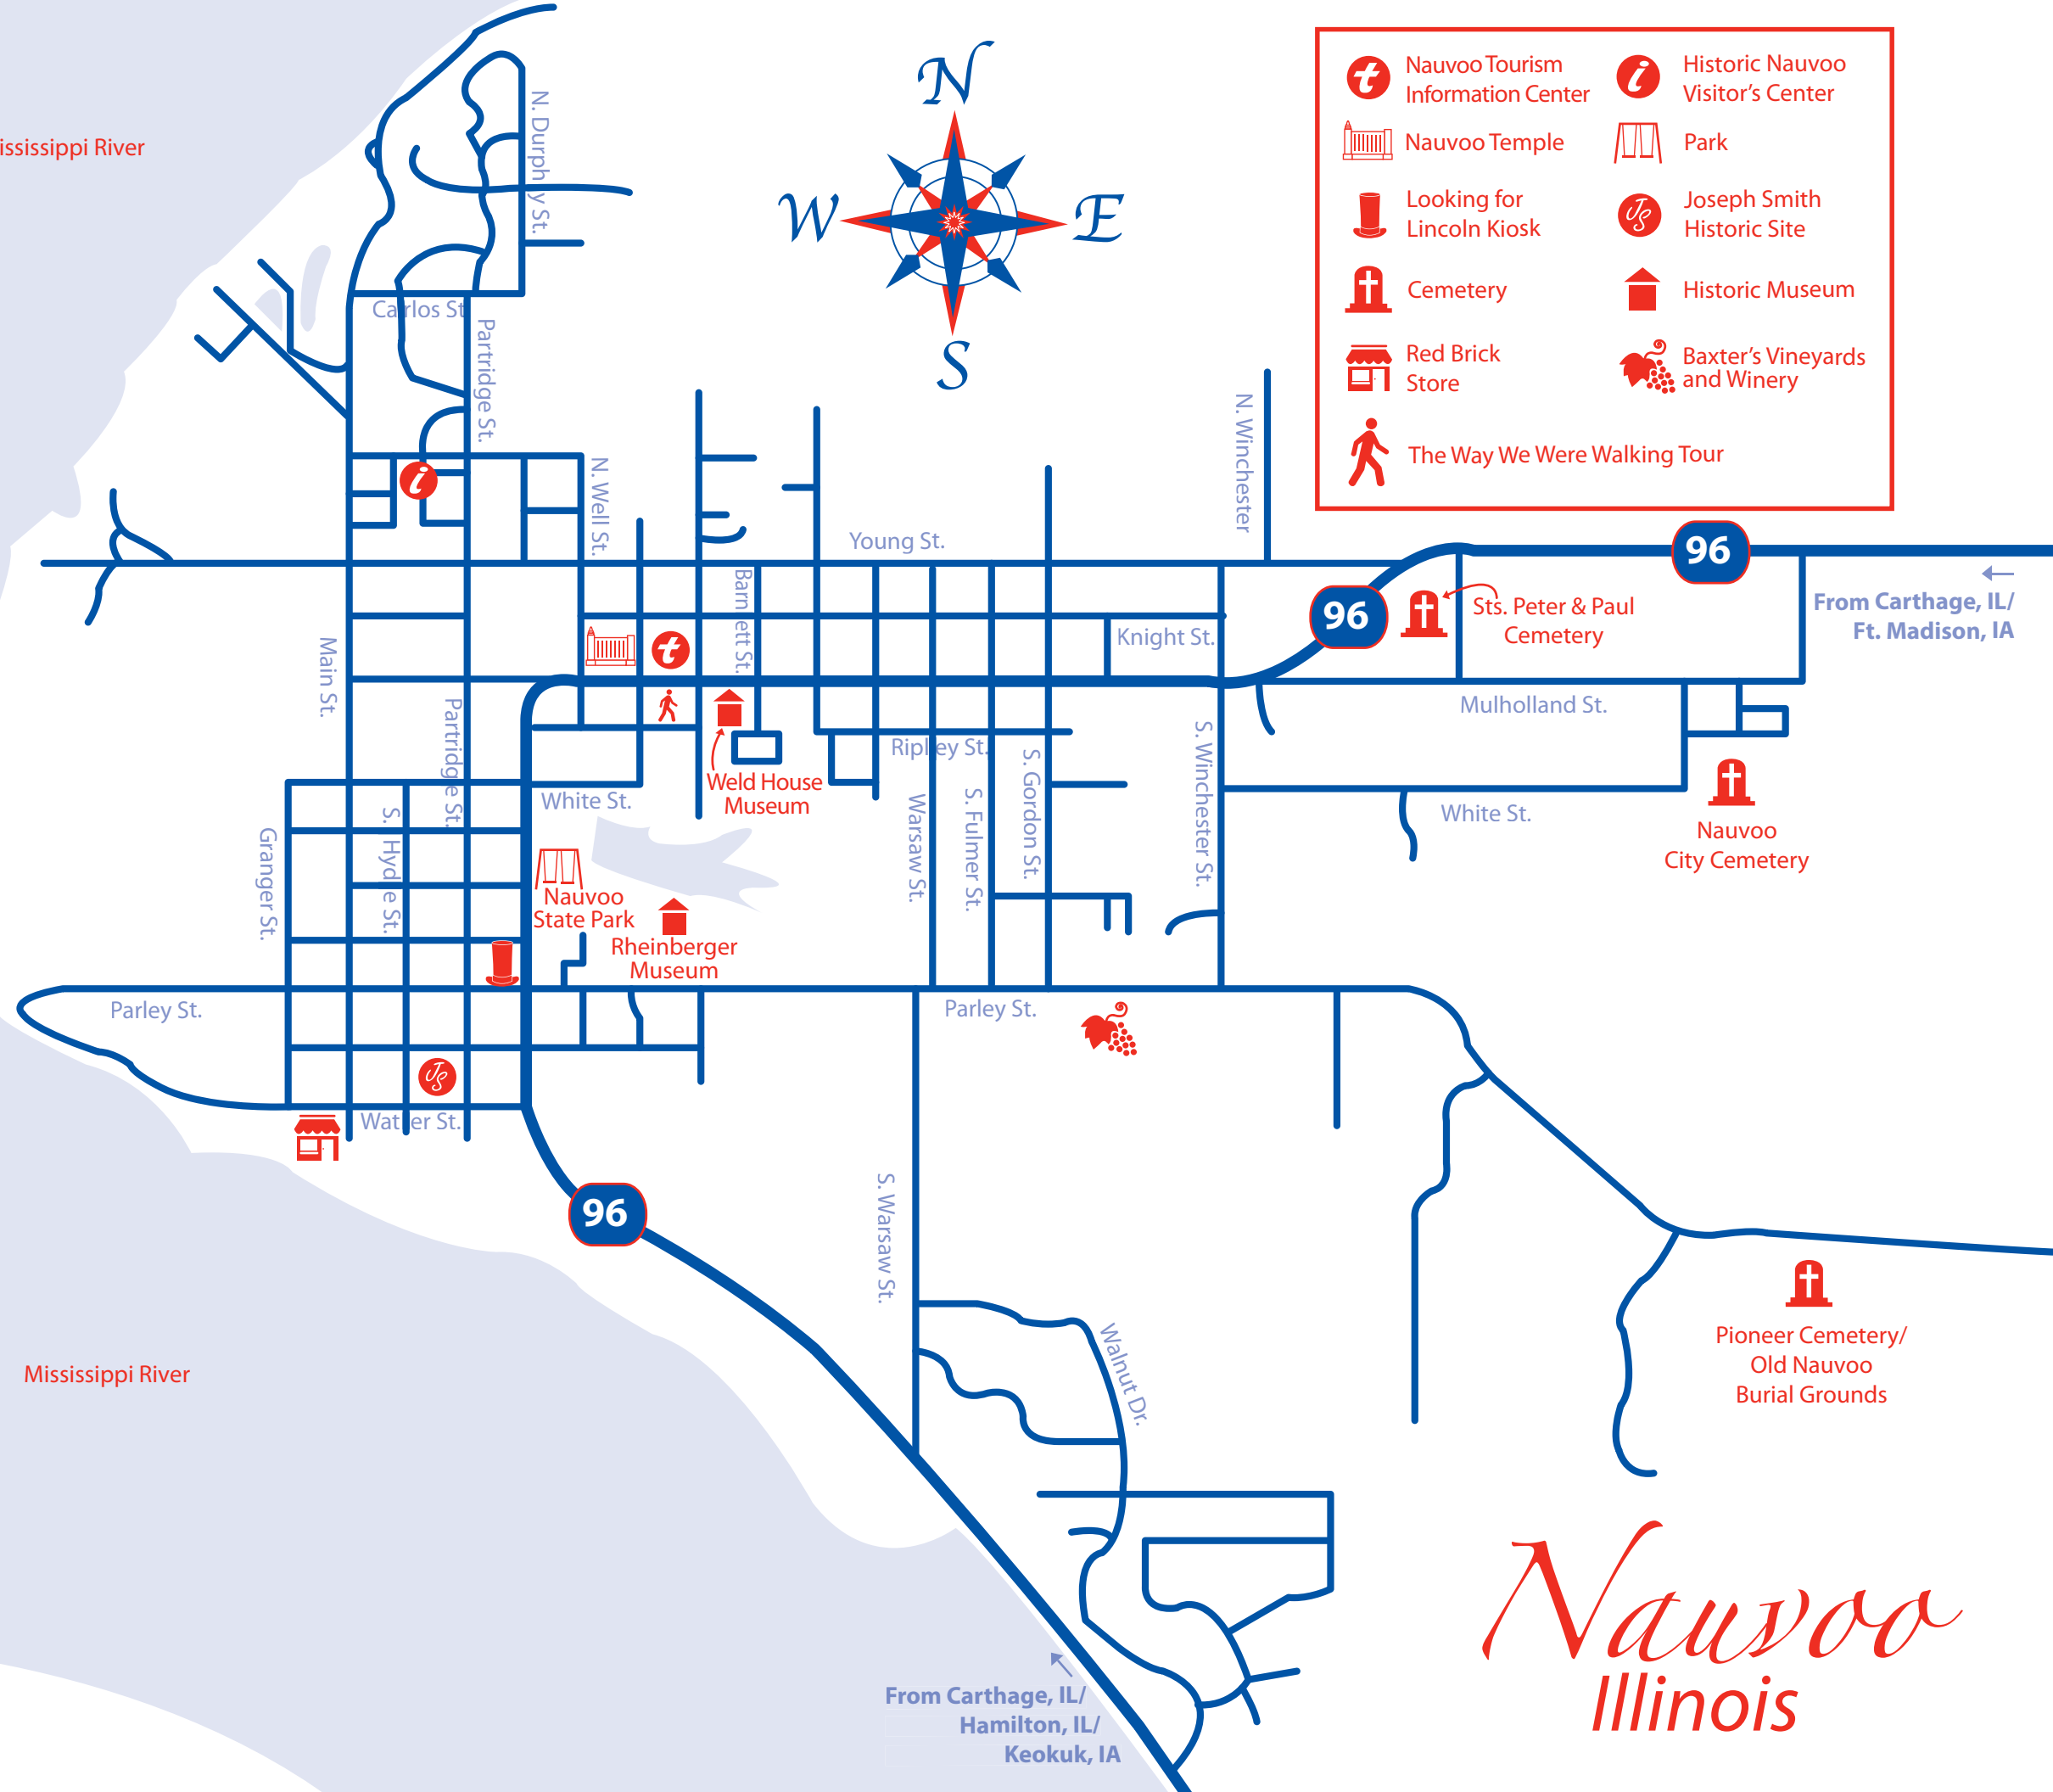 N
W
E
S
Nauvoo Tourism
Information Center
Historic Nauvoo
Visitor's Center
Nauvoo Temple
Park
Looking for
Lincoln Kiosk
Joseph Smith
Historic Site
Cemetery
Historic Museum
Red Brick
Store
Baxter's Vineyards
and Winery
The Way We Were Walking Tour
t
i
JS
ississippi River
N. Durphy St.
Carlos St
Partridge St.
N. Winchester
i
N. Well St.
Young St.
96
96
From Carthage, IL/
Ft. Madison, IA
Sts. Peter & Paul
Cemetery
Barnett St.
Knight St.
t
Main St.
Partridge St.
Mulholland St.
Ripley St.
Weld House
Museum
White St.
White St.
S. Hyde St.
Granger St.
Warsaw St.
S. Fulmer St.
S. Gordon St.
S. Winchester St.
Nauvoo
City Cemetery
Nauvoo
State Park
Rheinberger
Museum
Parley St.
Parley St.
JS
Water St.
96
S. Warsaw St.
Walnut Dr.
Mississippi River
Pioneer Cemetery/
Old Nauvoo
Burial Grounds
From Carthage, IL/
Hamilton, IL/
Keokuk, IA
Nauvoo
Illinois